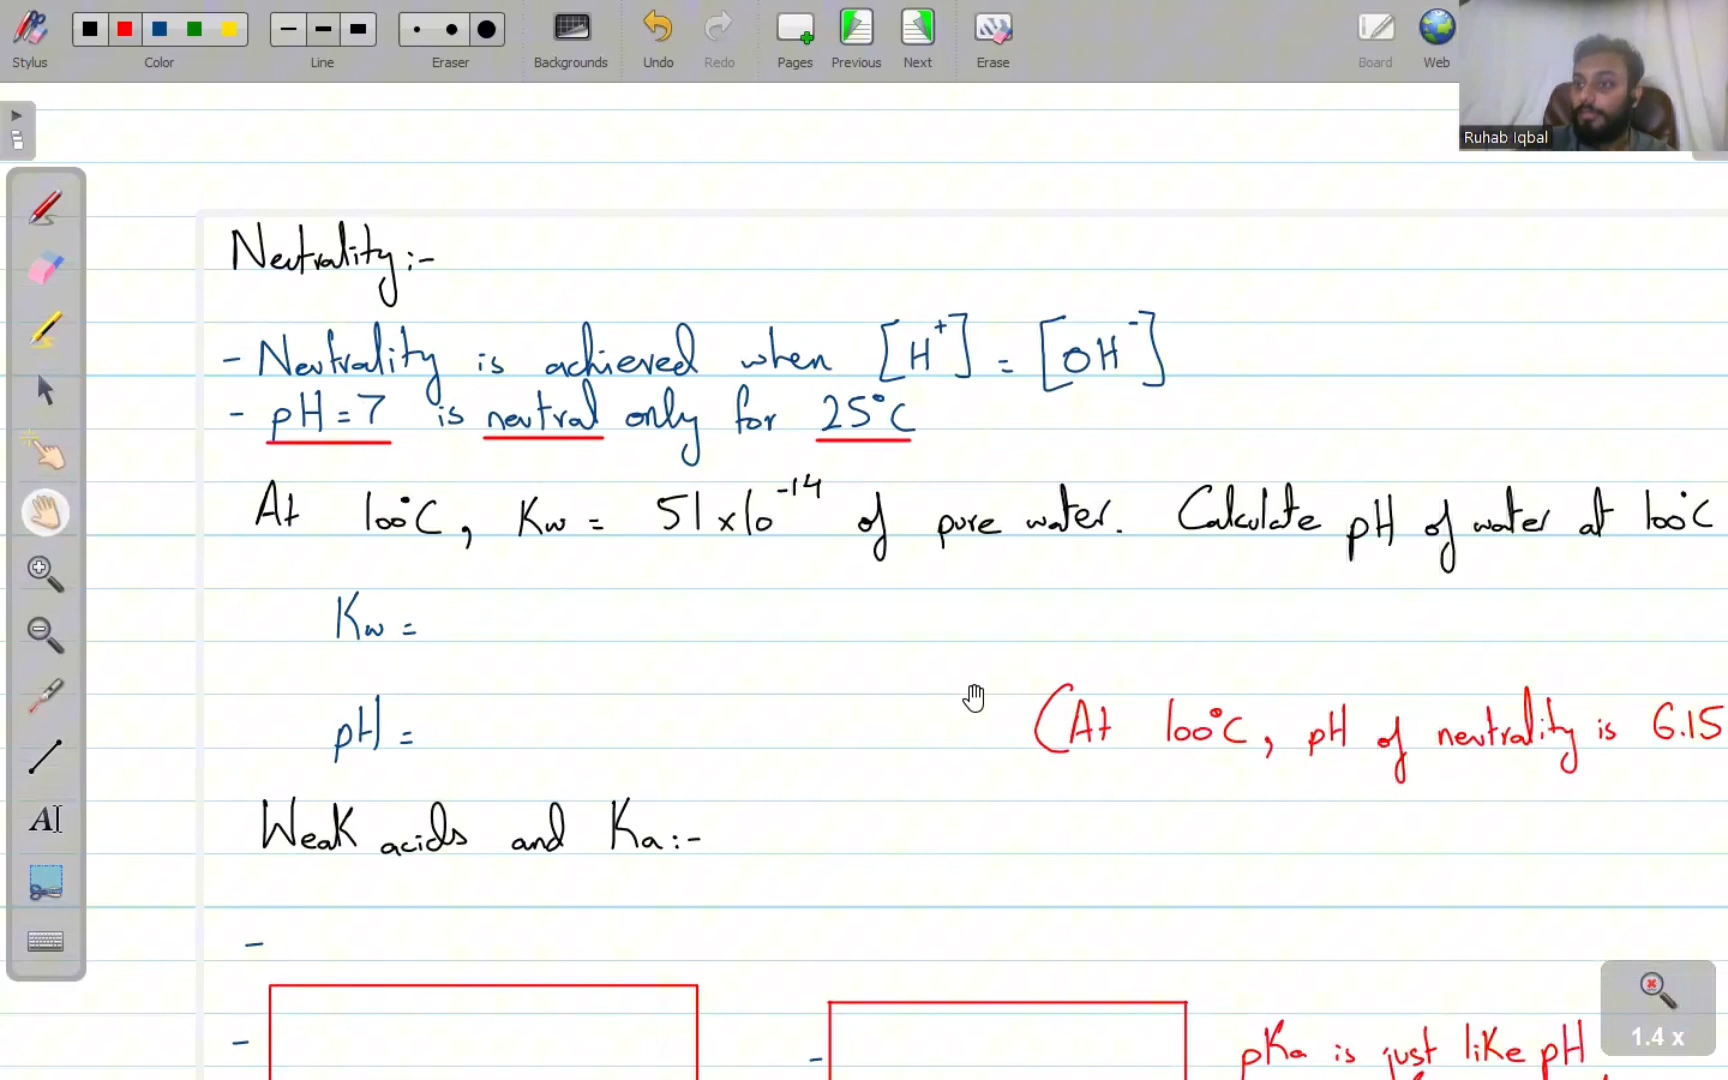 Stylus
Color
Line
Eraser
Backgrounds
Undo
Redo
Pages
Previous
Next
Erase
Board
Web
Ruhab Iqbal
Neutrality :-
- Neutrality is achieved when [H⁺] = [OH⁻]
- pH = 7 is neutral only for 25°C
At 100°C, Kw = 51 x 10⁻¹⁴ of pure water. Calculate pH of water at 100°C
Kw =
pH =
(At 100°C, pH of neutrality is 6.15
Weak acids and Ka :-
-
-
-
pKa is just like pH
AI
1.4 x